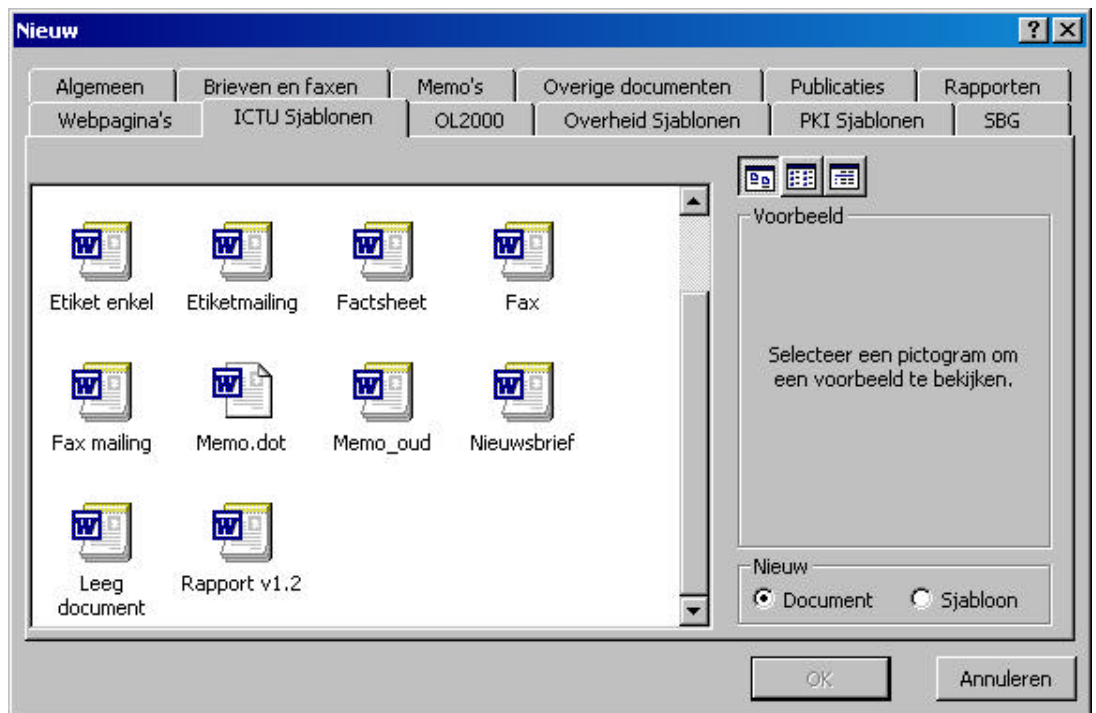 Nieuw
Algemeen Brieven en faxen Memo's Overige documenten Publicaties Rapporten
Webpagina's ICTU Sjablonen OL2000 Overheid Sjablonen PKI Sjablonen SBG
Voorbeeld
Etiket enkel Etiketmailing Factsheet Fax
Selecteer een pictogram om
een voorbeeld te bekijken.
Fax mailing Memo.dot Memo_oud Nieuwsbrief
Leeg
document
Rapport v1.2
Nieuw
Document Sjabloon
OK Annuleren